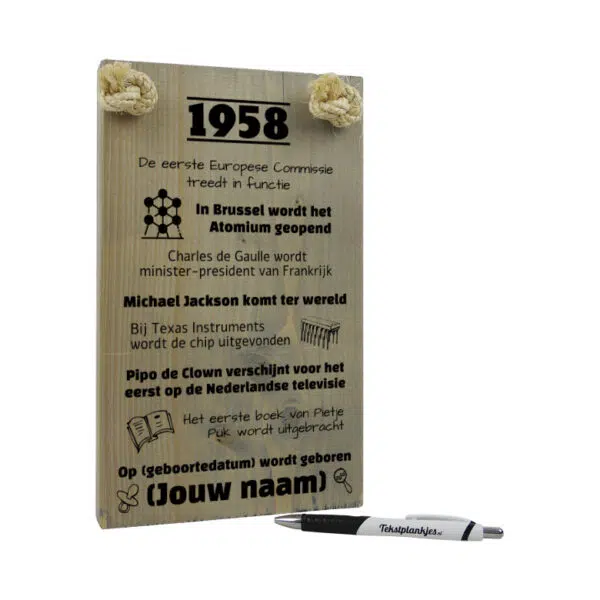 1958
De eerste Europese Commissie
treedt in functie
In Brussel wordt het
Atomium geopend
Charles de Gaulle wordt
minister-president van Frankrijk
Michael Jackson komt ter wereld
Bij Texas Instruments
wordt de chip uitgevonden
Pipo de Clown verschijnt voor het
eerst op de Nederlandse televisie
Het eerste boek van Pietje
Puk wordt uitgebracht
Op (geboortedatum) wordt geboren
(Jouw naam)
Tekstplankjes.nl